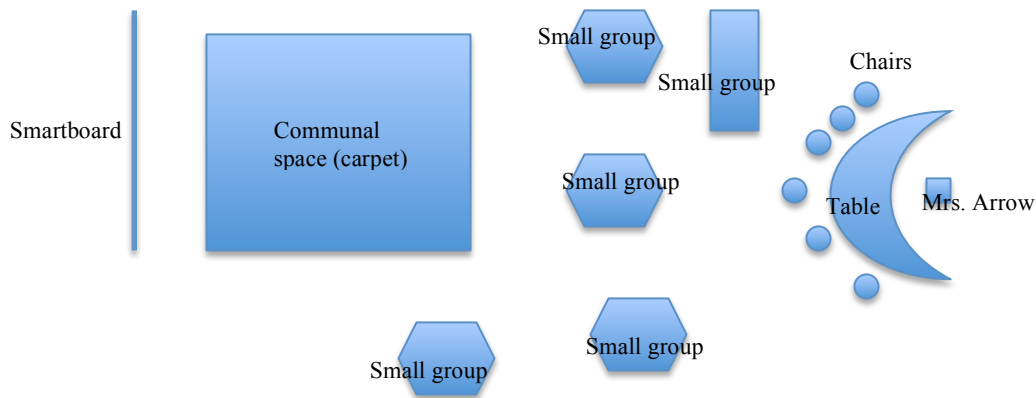 Small group
Chairs
Small group
Smartboard
Communal
space (carpet)
Small group
Table
Mrs. Arrow
Small group
Small group